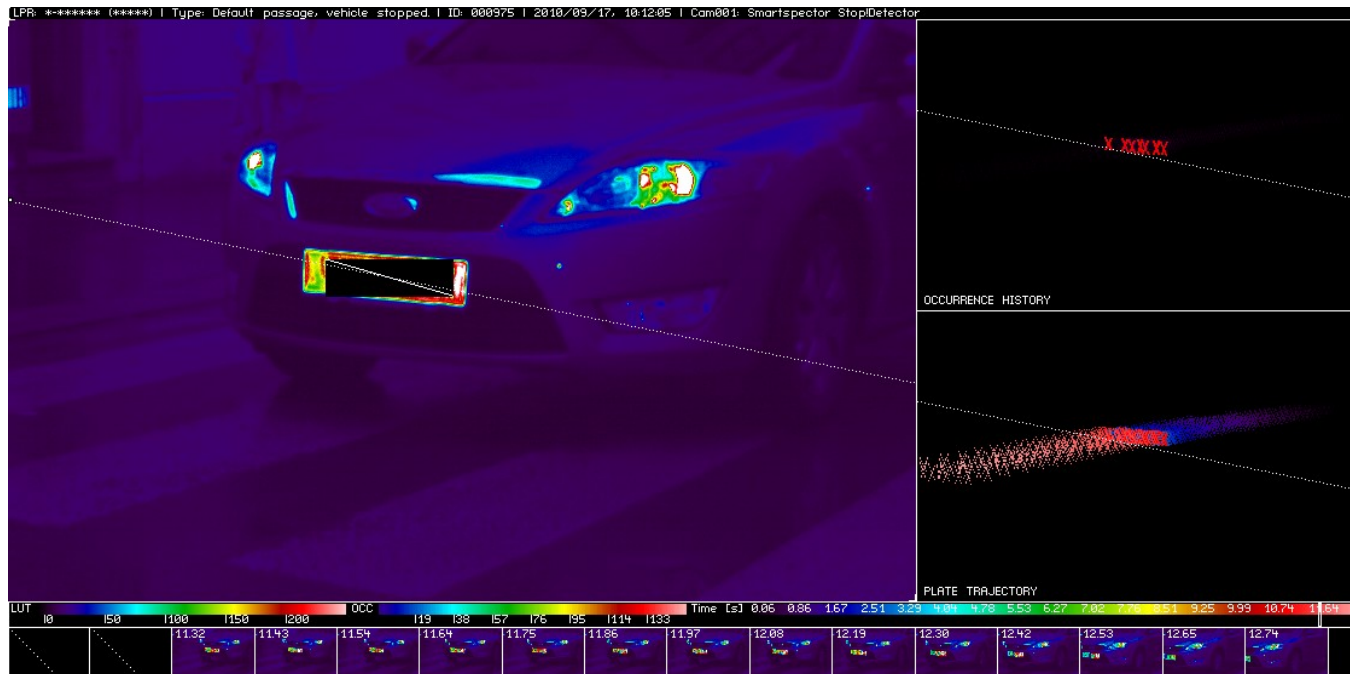 LPR: *-****** (*****) | Type: Default passage, vehicle stopped. | ID: 000975 | 2010/09/17, 10:12:05 | Cam001: Smartspector Stop!Detector
OCCURRENCE HISTORY
PLATE TRAJECTORY
LUT OCC Time [s] 0.06 0.86 1.67 2.51 3.29 4.04 4.78 5.53 6.27 7.02 7.76 8.51 9.25 9.99 10.74 11.64
|0 |50 |100 |150 |200 |19 |38 |57 |76 |95 |114 |133
11.32 11.43 11.54 11.64 11.75 11.86 11.97 12.08 12.19 12.30 12.42 12.53 12.65 12.74